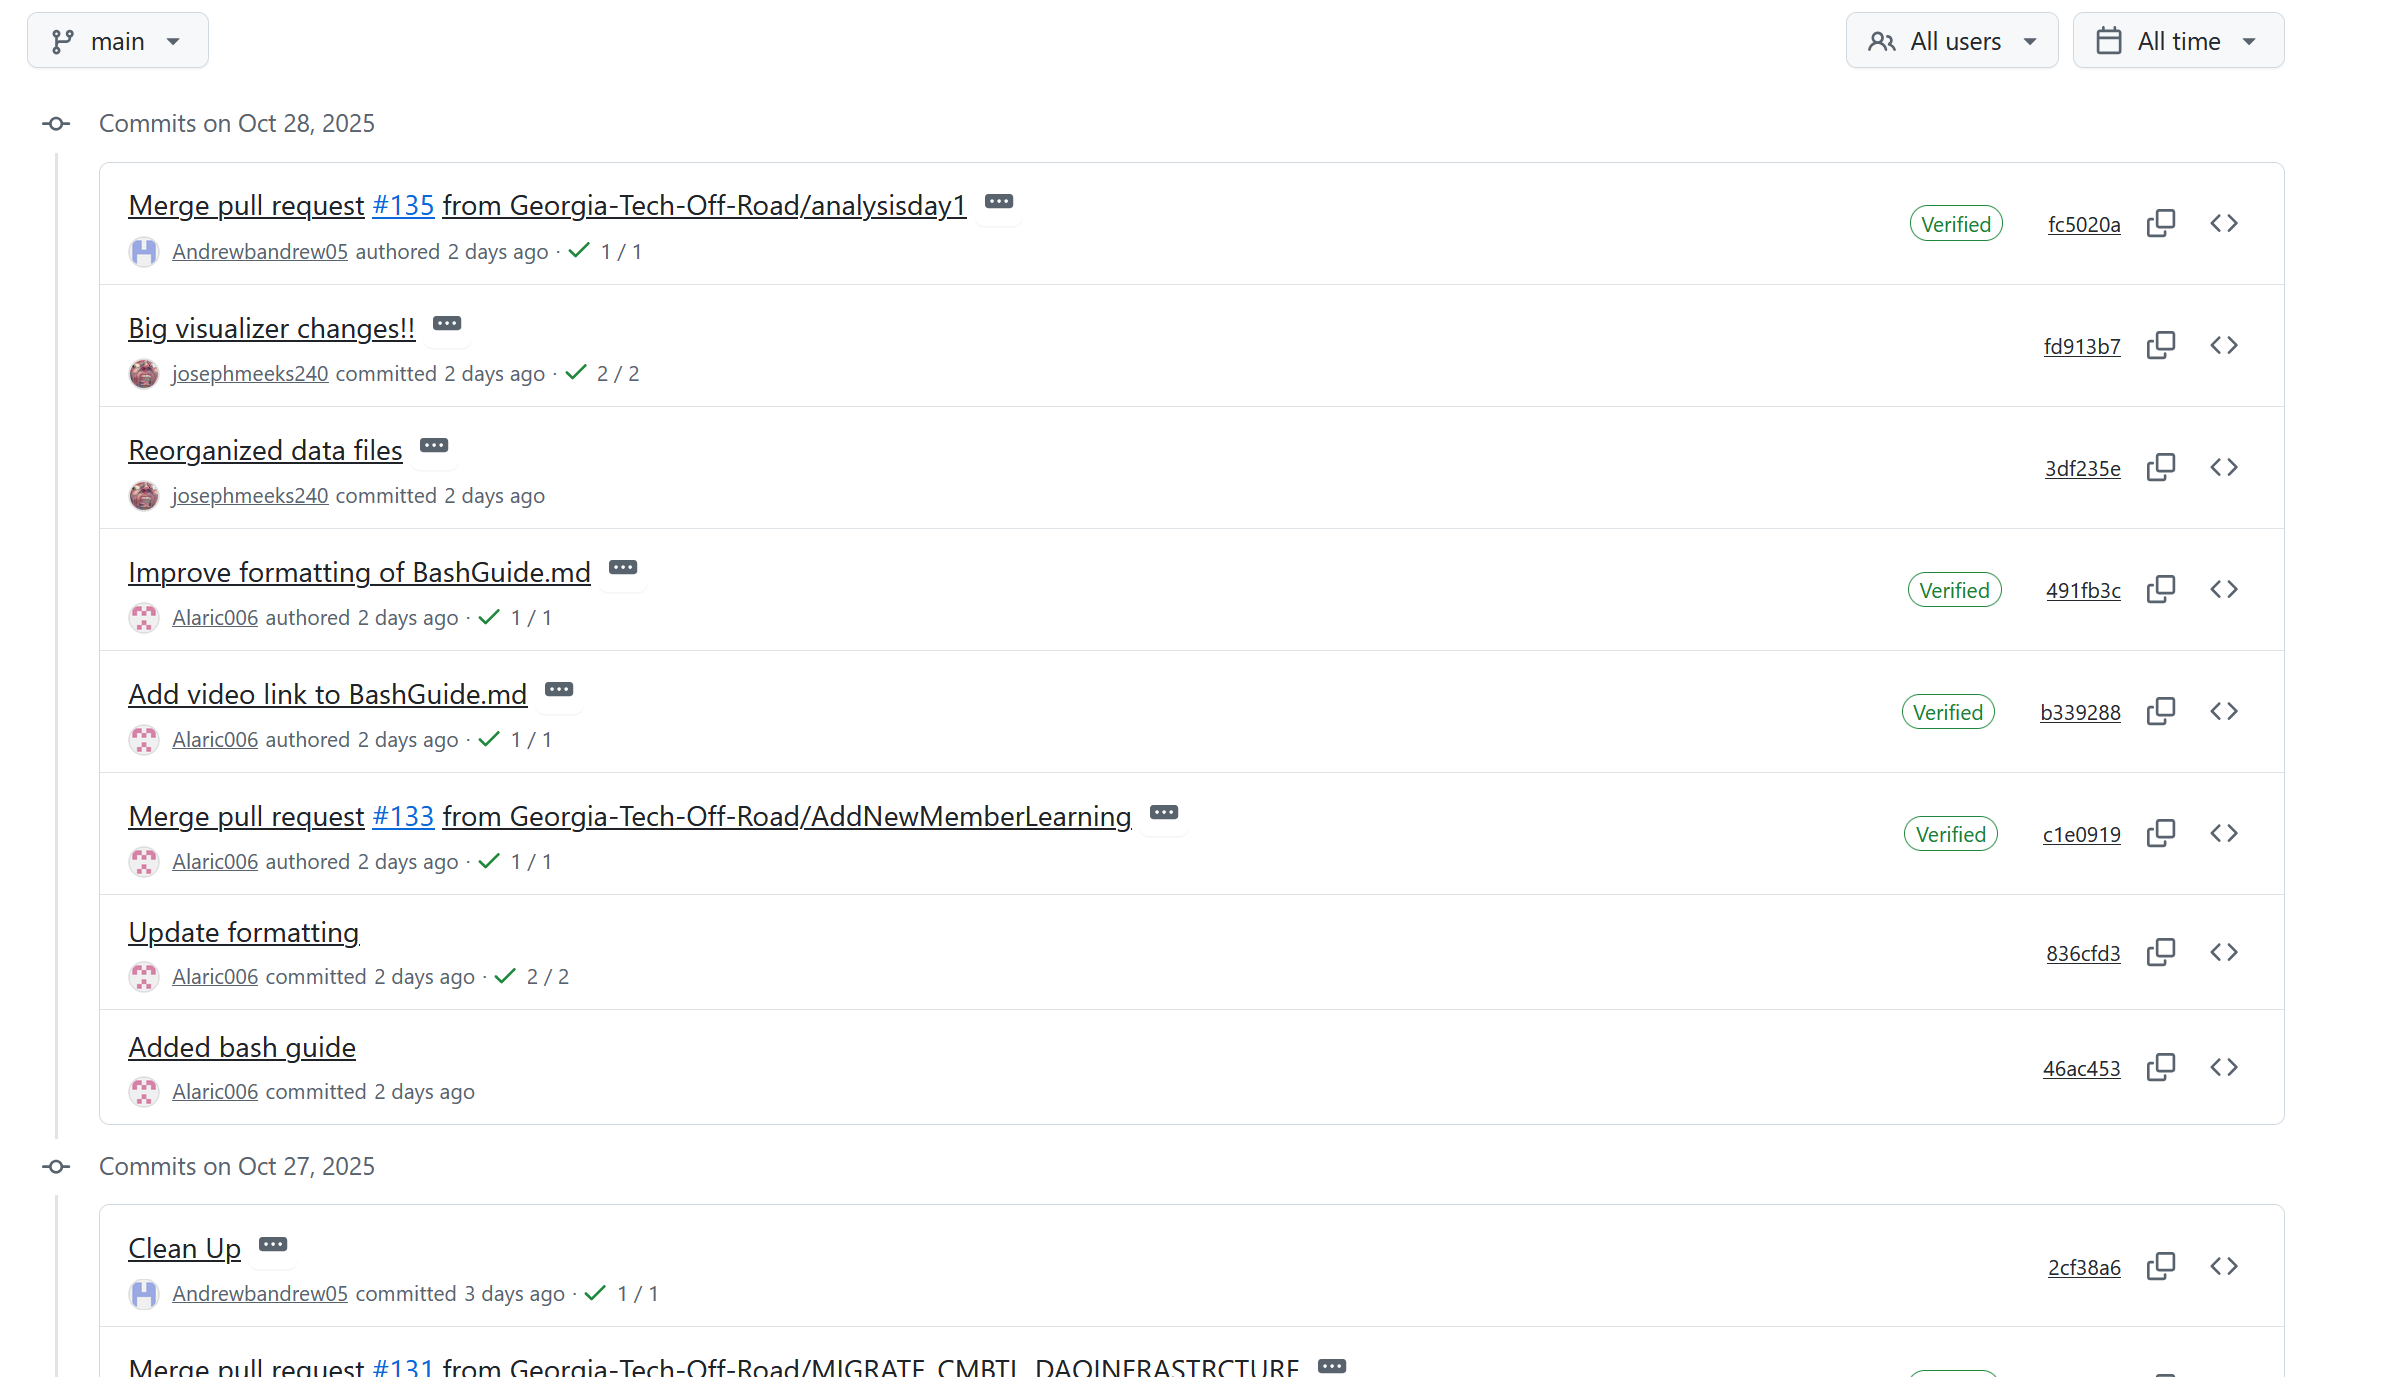 main
All users
All time
Commits on Oct 28, 2025
Merge pull request #135 from Georgia-Tech-Off-Road/analysisday1
Andrewbandrew05 authored 2 days ago · 1 / 1
Verified
fc5020a
Big visualizer changes!!
josephmeeks240 committed 2 days ago · 2 / 2
fd913b7
Reorganized data files
josephmeeks240 committed 2 days ago
3df235e
Improve formatting of BashGuide.md
Alaric006 authored 2 days ago · 1 / 1
Verified
491fb3c
Add video link to BashGuide.md
Alaric006 authored 2 days ago · 1 / 1
Verified
b339288
Merge pull request #133 from Georgia-Tech-Off-Road/AddNewMemberLearning
Alaric006 authored 2 days ago · 1 / 1
Verified
c1e0919
Update formatting
Alaric006 committed 2 days ago · 2 / 2
836cfd3
Added bash guide
Alaric006 committed 2 days ago
46ac453
Commits on Oct 27, 2025
Clean Up
Andrewbandrew05 committed 3 days ago · 1 / 1
2cf38a6
Merge pull request #131 from Georgia-Tech-Off-Road/MIGRATE_CMBTL_DAQINFRASTRCTURE